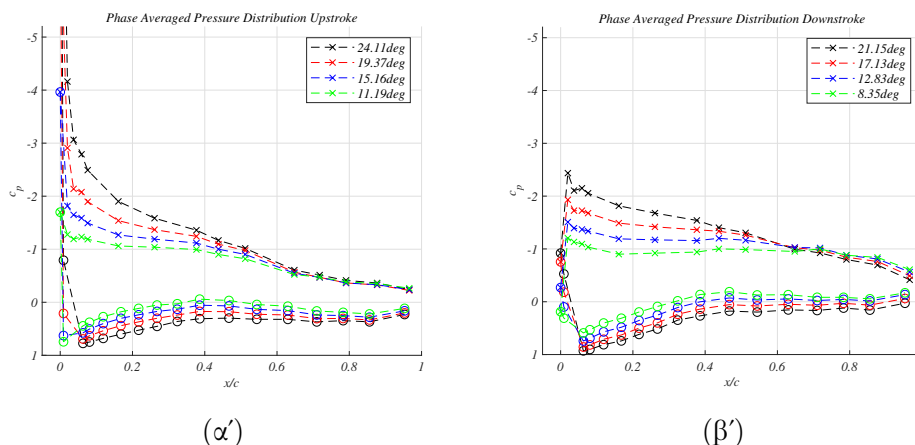 Phase Averaged Pressure Distribution Upstroke
-5
-4
-3
-2
-1
0
1
c_p
24.11deg
19.37deg
15.16deg
11.19deg
0 0.2 0.4 0.6 0.8 1
x/c
(α′)
Phase Averaged Pressure Distribution Downstroke
-5
-4
-3
-2
-1
0
1
c_p
21.15deg
17.13deg
12.83deg
8.35deg
0 0.2 0.4 0.6 0.8
x/c
(β′)